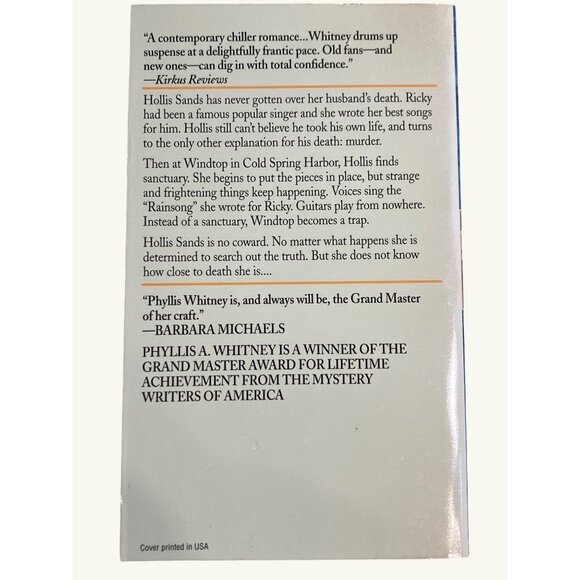 “A contemporary chiller romance...Whitney drums up
suspense at a delightfully frantic pace. Old fans—and
new ones—can dig in with total confidence.”
—Kirkus Reviews
Hollis Sands has never gotten over her husband's death. Ricky
had been a famous popular singer and she wrote her best songs
for him. Hollis still can't believe he took his own life, and turns
to the only other explanation for his death: murder.
Then at Windtop in Cold Spring Harbor, Hollis finds
sanctuary. She begins to put the pieces in place, but strange
and frightening things keep happening. Voices sing the
“Rainsong” she wrote for Ricky. Guitars play from nowhere.
Instead of a sanctuary, Windtop becomes a trap.
Hollis Sands is no coward. No matter what happens she is
determined to search out the truth. But she does not know
how close to death she is....
“Phyllis Whitney is, and always will be, the Grand Master
of her craft.”
—BARBARA MICHAELS
PHYLLIS A. WHITNEY IS A WINNER OF THE
GRAND MASTER AWARD FOR LIFETIME
ACHIEVEMENT FROM THE MYSTERY
WRITERS OF AMERICA
Cover printed in USA